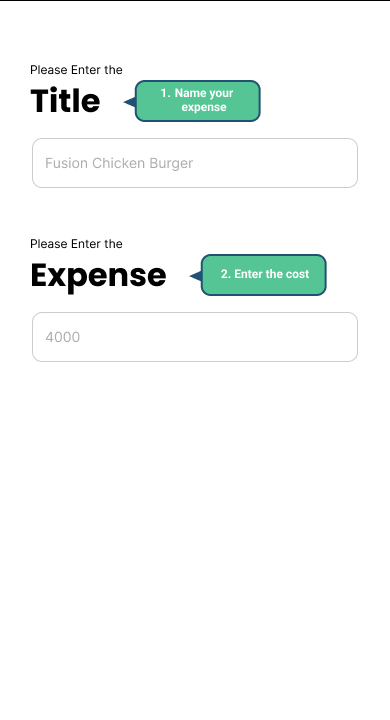 Please Enter the
Title
1. Name your
expense
Fusion Chicken Burger
Please Enter the
Expense
2. Enter the cost
4000